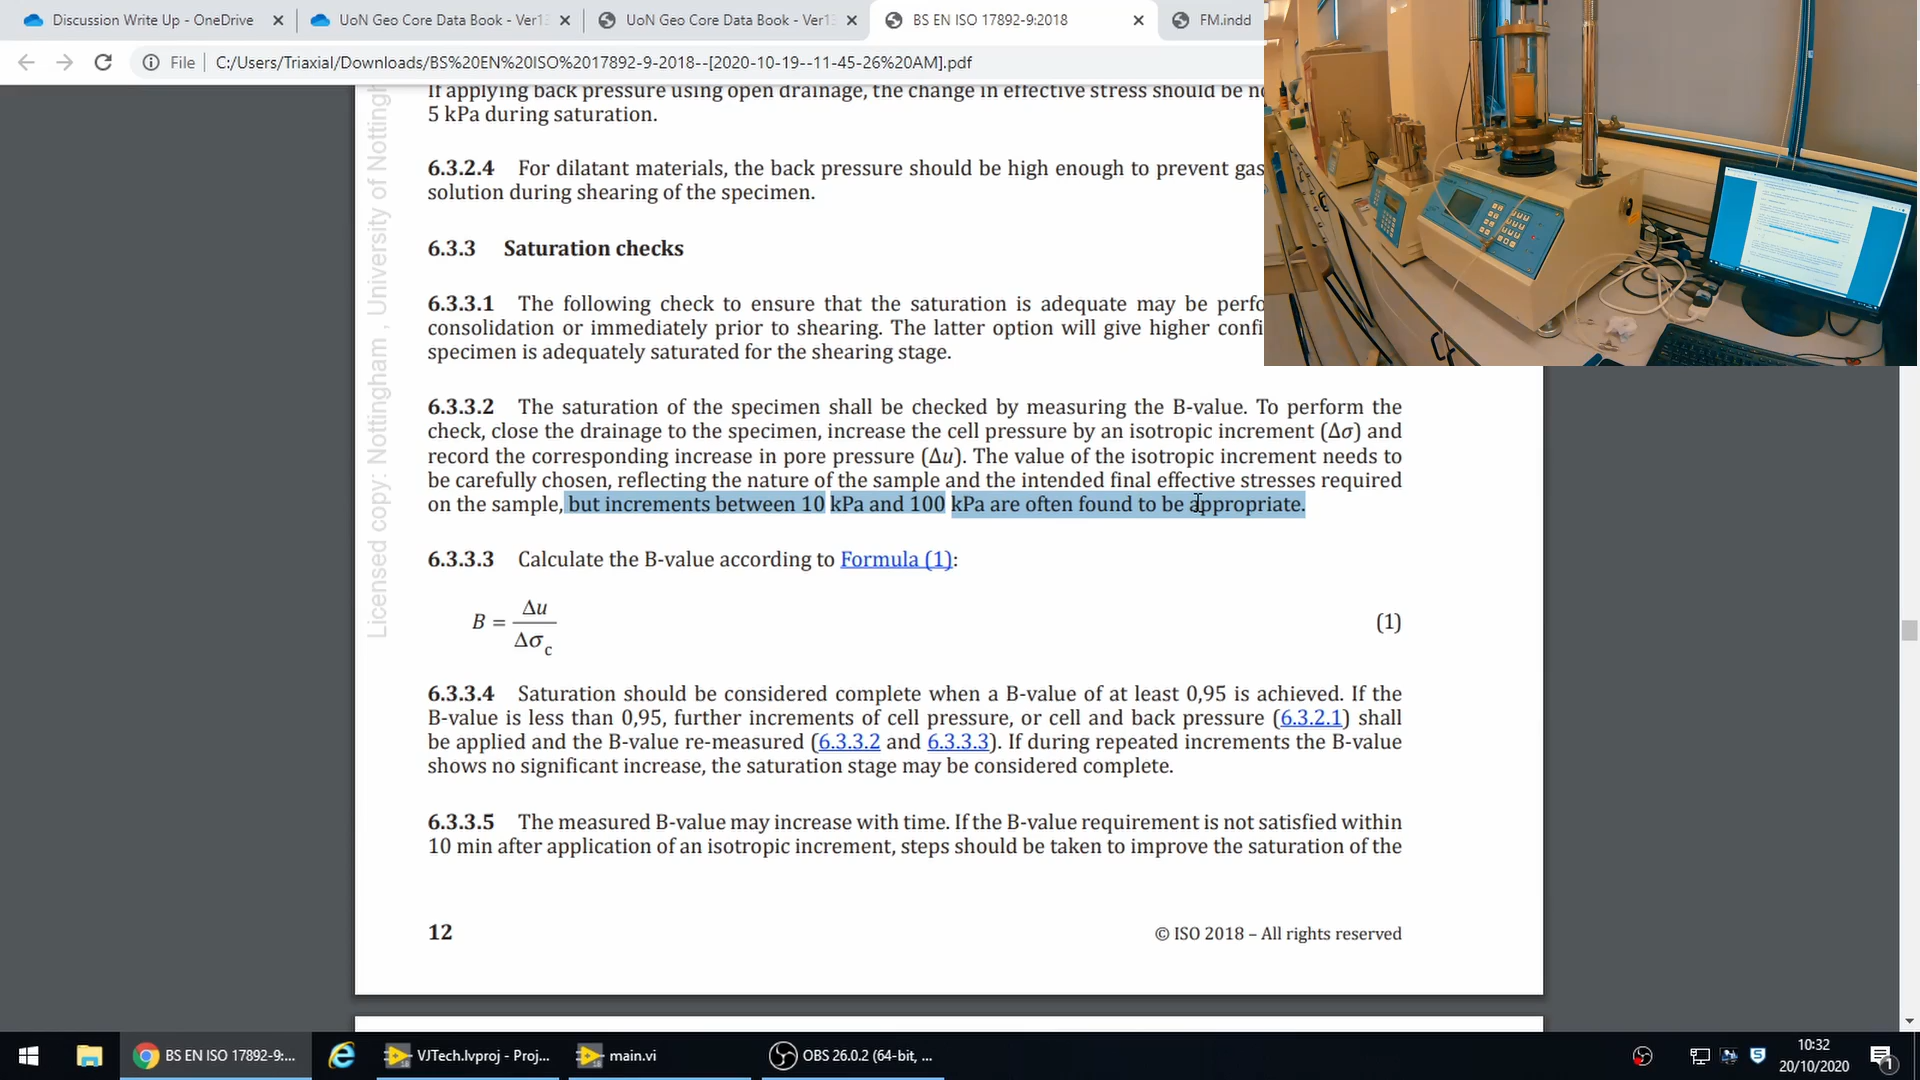 Discussion Write Up - OneDrive
UoN Geo Core Data Book - Ver1
UoN Geo Core Data Book - Ver1
BS EN ISO 17892-9:2018
FM.indd
File
C:/Users/Triaxial/Downloads/BS%20EN%20ISO%2017892-9-2018--[2020-10-19--11-45-26%20AM].pdf
If applying back pressure using open drainage, the change in effective stress should be
5 kPa during saturation.
6.3.2.4 For dilatant materials, the back pressure should be high enough to prevent gas
solution during shearing of the specimen.
6.3.3 Saturation checks
6.3.3.1 The following check to ensure that the saturation is adequate may be perfo
consolidation or immediately prior to shearing. The latter option will give higher confi
specimen is adequately saturated for the shearing stage.
6.3.3.2 The saturation of the specimen shall be checked by measuring the B-value. To perform the
check, close the drainage to the specimen, increase the cell pressure by an isotropic increment (Δσ) and
record the corresponding increase in pore pressure (Δu). The value of the isotropic increment needs to
be carefully chosen, reflecting the nature of the sample and the intended final effective stresses required
on the sample, but increments between 10 kPa and 100 kPa are often found to be appropriate.
6.3.3.3 Calculate the B-value according to Formula (1):
B = Δu / Δσc (1)
6.3.3.4 Saturation should be considered complete when a B-value of at least 0,95 is achieved. If the
B-value is less than 0,95, further increments of cell pressure, or cell and back pressure (6.3.2.1) shall
be applied and the B-value re-measured (6.3.3.2 and 6.3.3.3). If during repeated increments the B-value
shows no significant increase, the saturation stage may be considered complete.
6.3.3.5 The measured B-value may increase with time. If the B-value requirement is not satisfied within
10 min after application of an isotropic increment, steps should be taken to improve the saturation of the
12
© ISO 2018 – All rights reserved
Licensed copy: Nottingham , University of Notting
BS EN ISO 17892-9:...
VJTech.lvproj - Proj...
main.vi
OBS 26.0.2 (64-bit, ...
10:32
20/10/2020
1